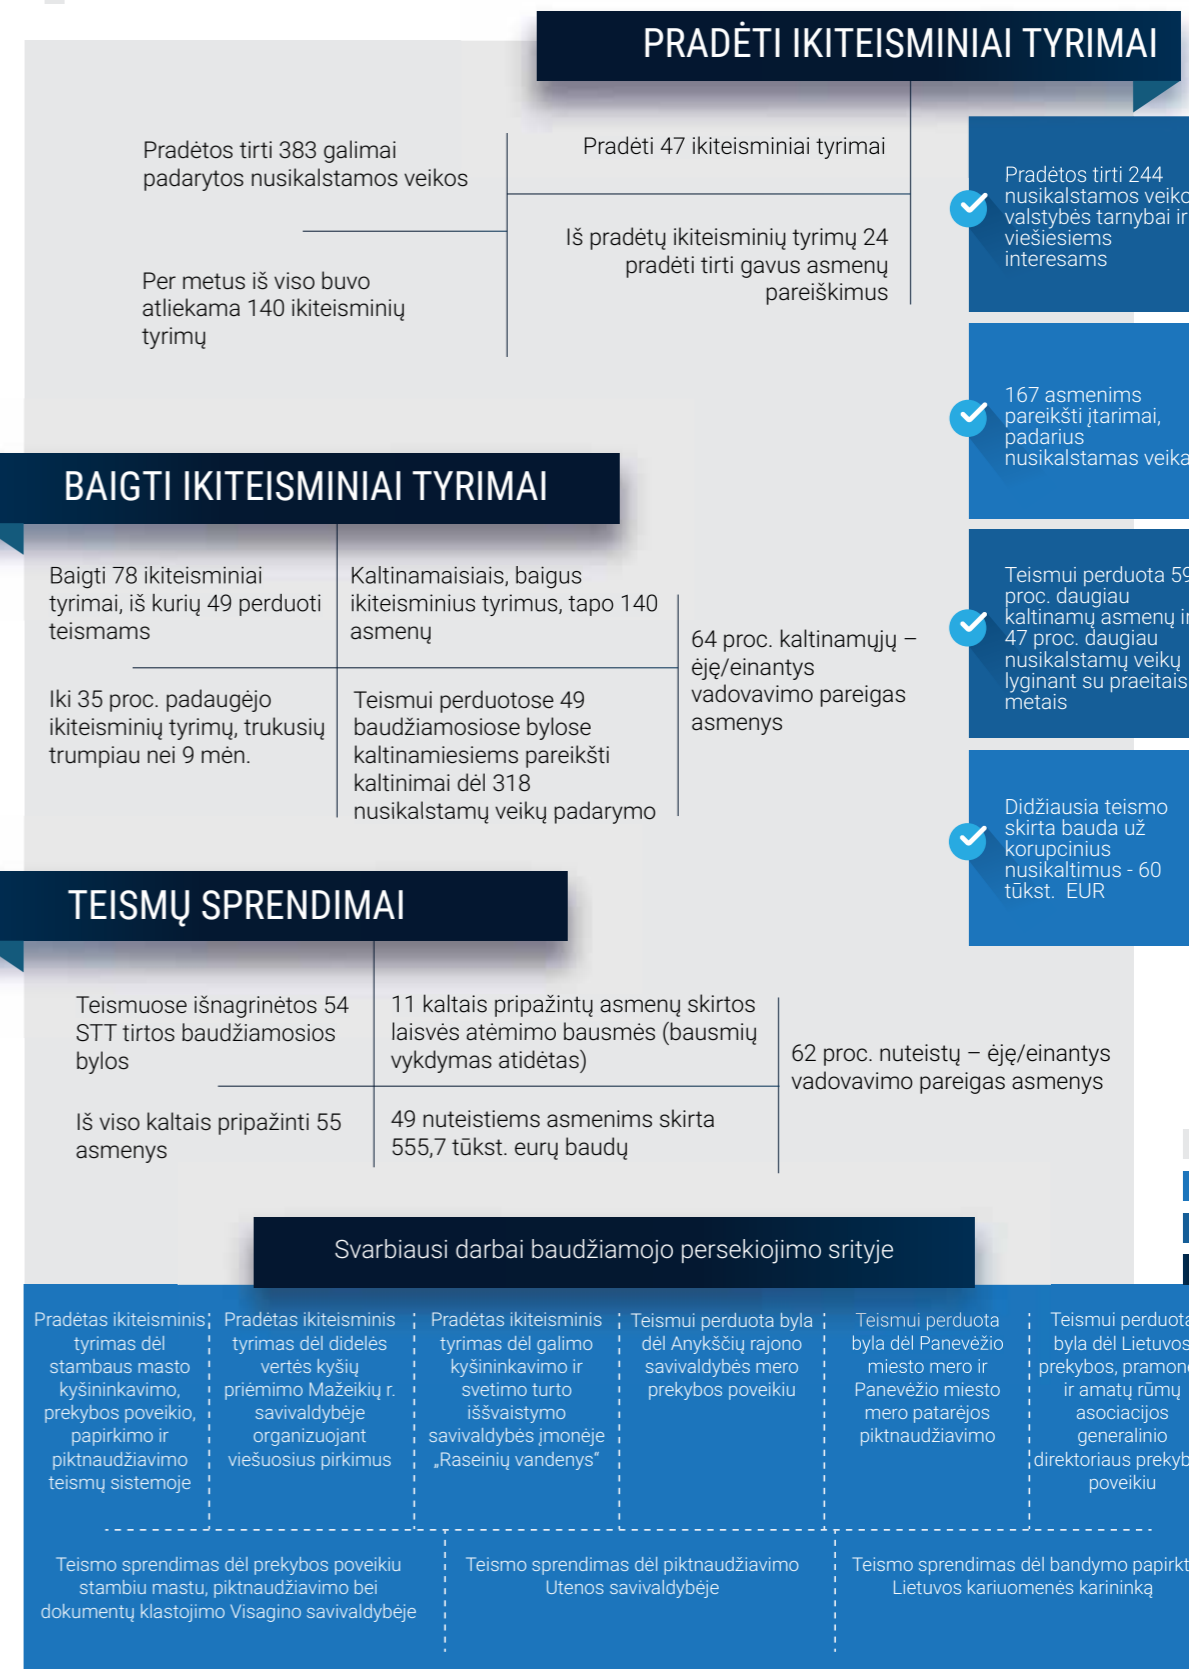 PRADĖTI IKITEISMINIAI TYRIMAI
Pradėtos tirti 383 galimai
padarytos nusikalstamos veikos
Per metus iš viso buvo
atliekama 140 ikiteisminių
tyrimų
Pradėti 47 ikiteisminiai tyrimai
Iš pradėtų ikiteisminių tyrimų 24
pradėti tirti gavus asmenų
pareiškimus
Pradėtos tirti 244
nusikalstamos veiko
valstybės tarnybai ir
viešiesiems
interesams
167 asmenims
pareikšti įtarimai,
padarius
nusikalstamas veika
Teismui perduota 59
proc. daugiau
kaltinamų asmenų ir
47 proc. daugiau
nusikalstamų veikų
lyginant su praeitais
metais
Didžiausia teismo
skirta bauda už
korupcinius
nusikaltimus - 60
tūkst. EUR
BAIGTI IKITEISMINIAI TYRIMAI
Baigti 78 ikiteisminiai
tyrimai, iš kurių 49 perduoti
teismams
Iki 35 proc. padaugėjo
ikiteisminių tyrimų, trukusių
trumpiau nei 9 mėn.
Kaltinamaisiais, baigus
ikiteisminius tyrimus, tapo 140
asmenų
Teismui perduotose 49
baudžiamosiose bylose
kaltinamiesiems pareikšti
kaltinimai dėl 318
nusikalstamų veikų padarymo
64 proc. kaltinamųjų –
ėję/einantys
vadovavimo pareigas
asmenys
TEISMŲ SPRENDIMAI
Teismuose išnagrinėtos 54
STT tirtos baudžiamosios
bylos
Iš viso kaltais pripažinti 55
asmenys
11 kaltais pripažintų asmenų skirtos
laisvės atėmimo bausmės (bausmių
vykdymas atidėtas)
49 nuteistiems asmenims skirta
555,7 tūkst. eurų baudų
62 proc. nuteistų – ėję/einantys
vadovavimo pareigas asmenys
Svarbiausi darbai baudžiamojo persekiojimo srityje
Pradėtas ikiteisminis
tyrimas dėl
stambaus masto
kyšininkavimo,
prekybos poveikio,
papirkimo ir
piktnaudžiavimo
teismų sistemoje
Pradėtas ikiteisminis
tyrimas dėl didelės
vertės kyšių
priėmimo Mažeikių r.
savivaldybėje
organizuojant
viešuosius pirkimus
Pradėtas ikiteisminis
tyrimas dėl galimo
kyšininkavimo ir
svetimo turto
iššvaistymo
savivaldybės įmonėje
„Raseinių vandenys“
Teismui perduota byla
dėl Anykščių rajono
savivaldybės mero
prekybos poveikiu
Teismui perduota
byla dėl Panevėžio
miesto mero ir
Panevėžio miesto
mero patarėjos
piktnaudžiavimo
Teismui perduota
byla dėl Lietuvos
prekybos, pramonė
ir amatų rūmų
asociacijos
generalinio
direktoriaus prekyb
poveikiu
Teismo sprendimas dėl prekybos poveikiu
stambiu mastu, piktnaudžiavimo bei
dokumentų klastojimo Visagino savivaldybėje
Teismo sprendimas dėl piktnaudžiavimo
Utenos savivaldybėje
Teismo sprendimas dėl bandymo papirkt
Lietuvos kariuomenės karininką